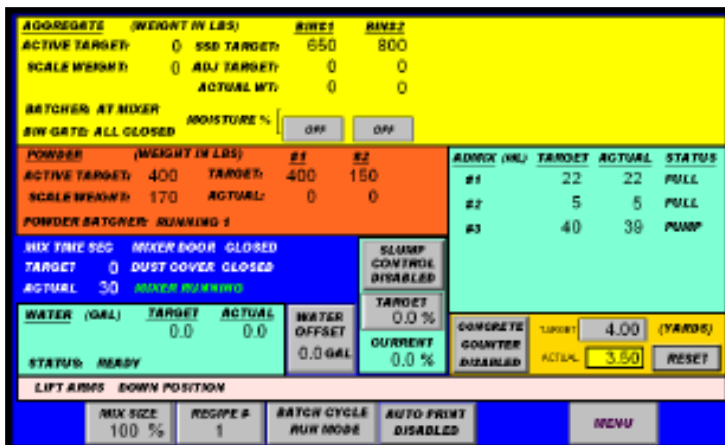 AGGREGATE (WEIGHT IN LBS) BIN#1 BIN#2
ACTIVE TARGET: 0 SSD TARGET: 650 800
SCALE WEIGHT: 0 ADJ TARGET: 0 0
ACTUAL WT: 0 0
BATCHER: AT MIXER
MOISTURE % OFF OFF
BIN GATE: ALL CLOSED
POWDER (WEIGHT IN LBS) #1 #2
ACTIVE TARGET: 400 TARGET: 400 150
SCALE WEIGHT: 170 ACTUAL: 0 0
POWDER BATCHER: RUNNING 1
ADMIX (ML) TARGET ACTUAL STATUS
#1 22 22 FULL
#2 5 5 FULL
#3 40 39 PUMP
MIX TIME SEC MIXER DOOR CLOSED
TARGET 0 DUST COVER CLOSED
ACTUAL 30 MIXER RUNNING
SLUMP
CONTROL
DISABLED
TARGET
0.0 %
CURRENT
0.0 %
WATER (GAL) TARGET ACTUAL
0.0 0.0
STATUS: READY
WATER
OFFSET
0.0 GAL
CONCRETE
COUNTER
DISABLED
TARGET 4.00 (YARDS)
ACTUAL 3.50 RESET
LIFT ARMS DOWN POSITION
MIX SIZE
100 %
RECIPE #
1
BATCH CYCLE
RUN MODE
AUTO PRINT
DISABLED
MENU